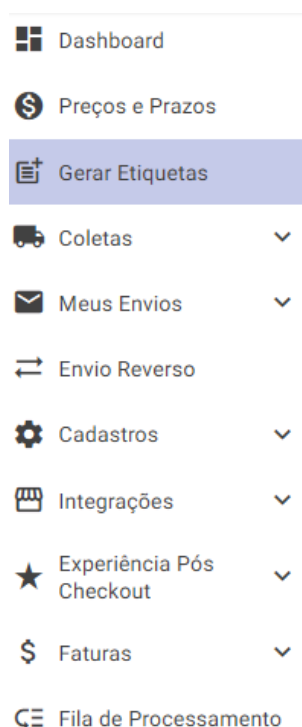 Dashboard
Preços e Prazos
Gerar Etiquetas
Coletas
Meus Envios
Envio Reverso
Cadastros
Integrações
Experiência Pós
Checkout
Faturas
Fila de Processamento